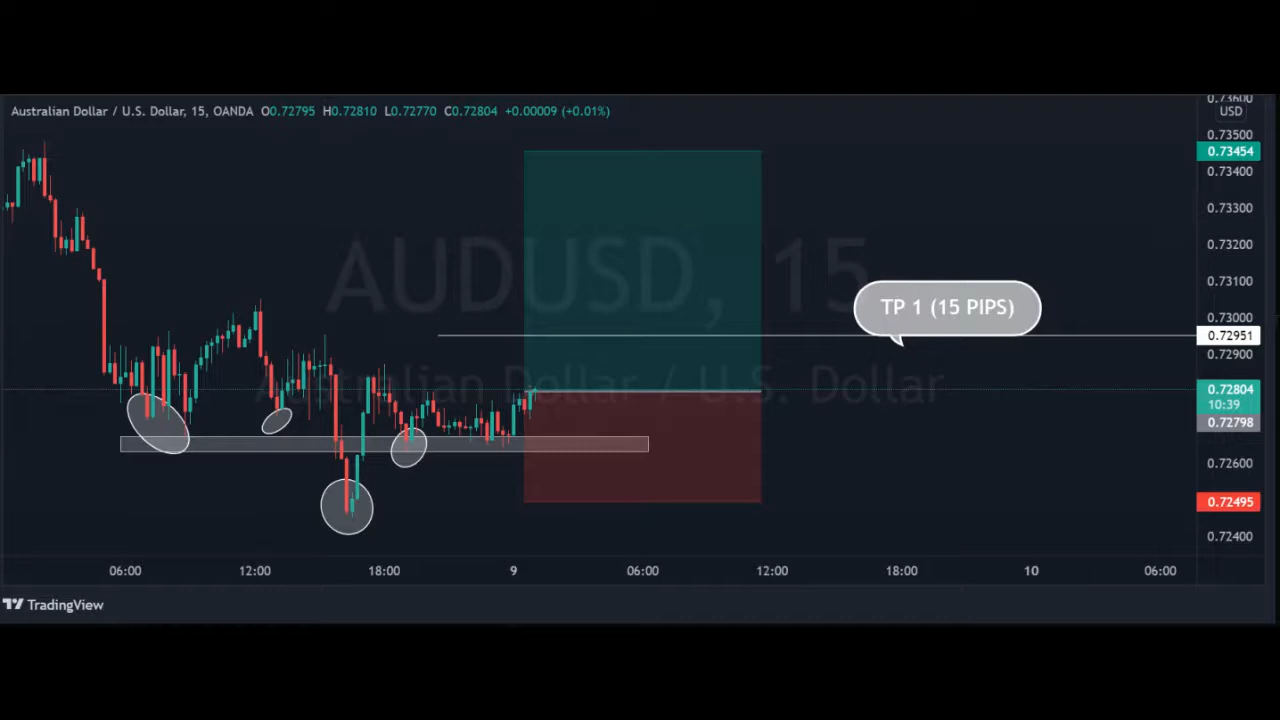 Australian Dollar / U.S. Dollar, 15, OANDA O0.72795 H0.72810 L0.72770 C0.72804 +0.00009 (+0.01%)
0.73600
USD
0.73500
0.73454
0.73400
0.73300
0.73200
AUDUSD, 15
0.73100
TP 1 (15 PIPS)
0.73000
0.72951
0.72900
Australian Dollar / U.S. Dollar
0.72804
10:39
0.72798
0.72600
0.72495
0.72400
06:00 12:00 18:00 9 06:00 12:00 18:00 10 06:00
TradingView